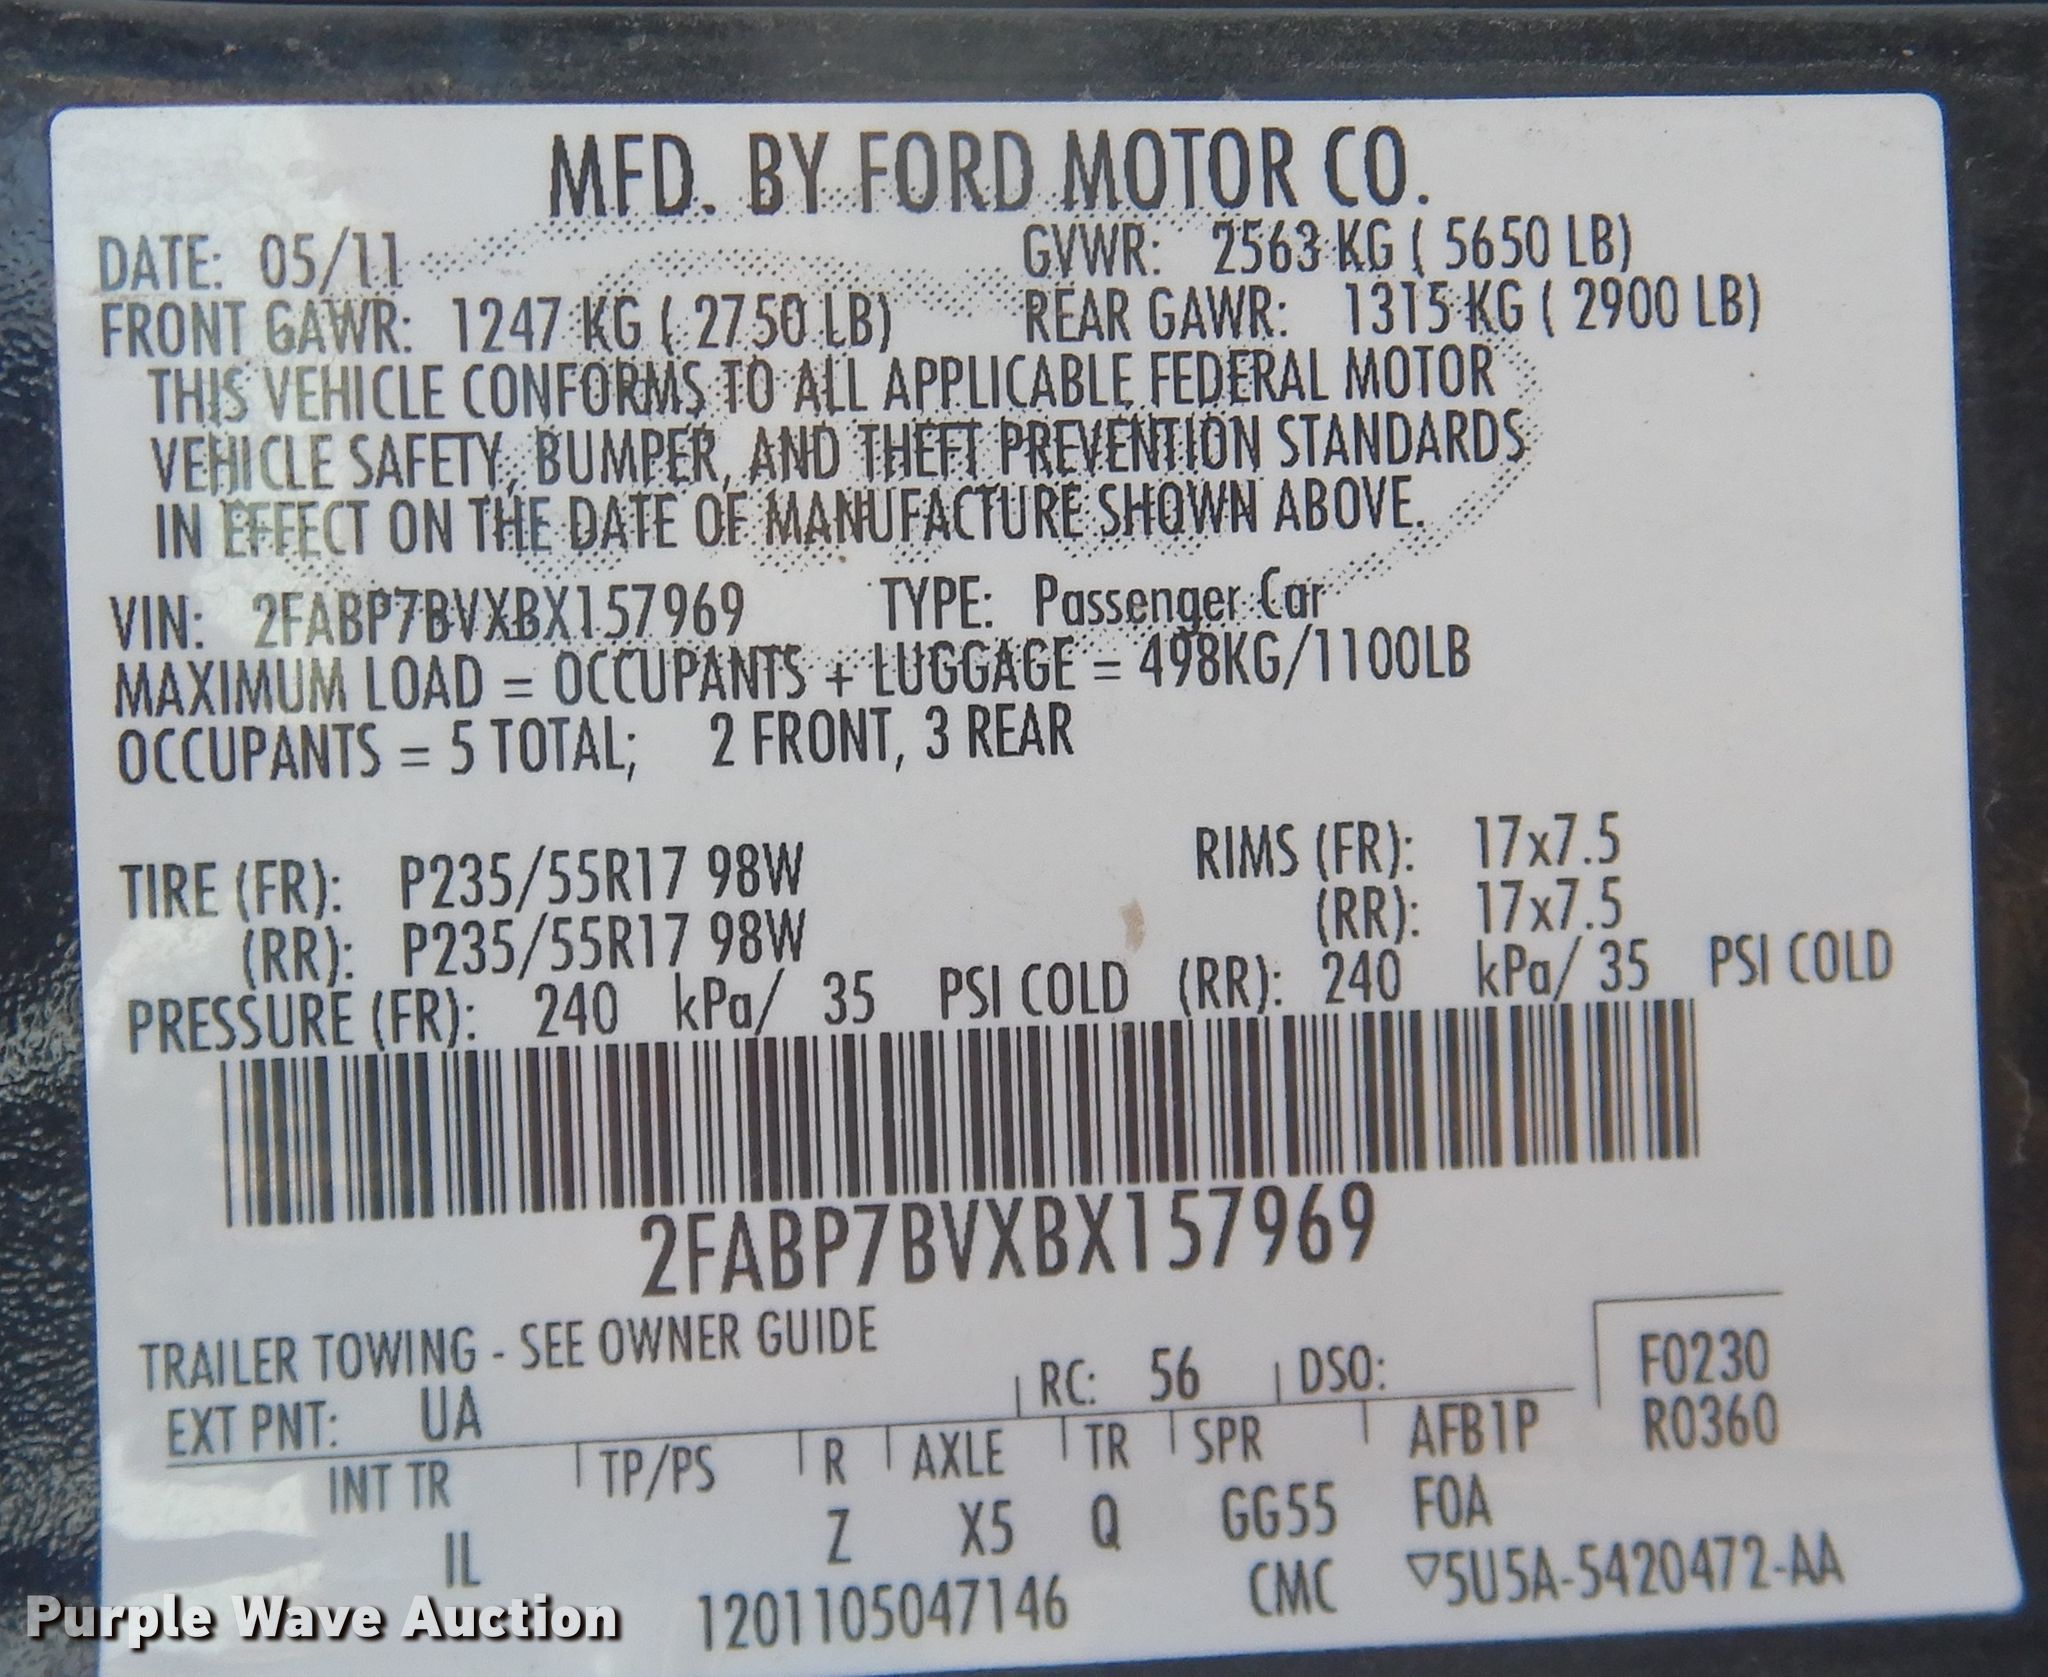 MFD. BY FORD MOTOR CO.
DATE: 05/11 GVWR: 2563 KG ( 5650 LB)
FRONT GAWR: 1247 KG ( 2750 LB) REAR GAWR: 1315 KG ( 2900 LB)
THIS VEHICLE CONFORMS TO ALL APPLICABLE FEDERAL MOTOR
VEHICLE SAFETY, BUMPER, AND THEFT PREVENTION STANDARDS
IN EFFECT ON THE DATE OF MANUFACTURE SHOWN ABOVE.
VIN: 2FABP7BVXBX157969 TYPE: Passenger Car
MAXIMUM LOAD = OCCUPANTS + LUGGAGE = 498KG/1100LB
OCCUPANTS = 5 TOTAL; 2 FRONT, 3 REAR
TIRE (FR): P235/55R17 98W RIMS (FR): 17x7.5
(RR): P235/55R17 98W (RR): 17x7.5
PRESSURE (FR): 240 kPa/ 35 PSI COLD (RR): 240 kPa/ 35 PSI COLD
2FABP7BVXBX157969
TRAILER TOWING - SEE OWNER GUIDE
EXT PNT: UA RC: 56 DSO: F0230
INT TR TP/PS R AXLE TR SPR AFB1P R0360
IL Z X5 Q GG55 FOA
1201105047146 CMC ▽5U5A-5420472-AA
Purple Wave Auction